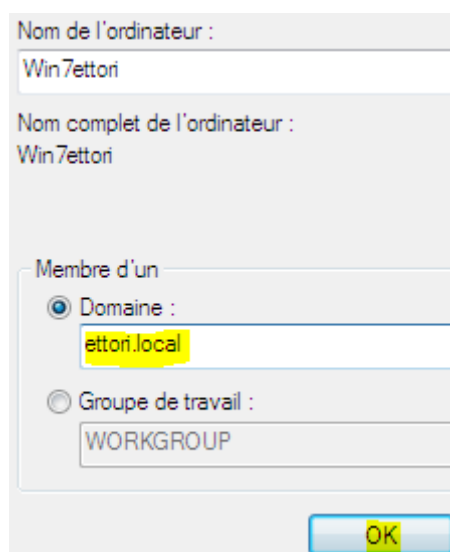 Nom de l'ordinateur :
Win7ettori
Nom complet de l'ordinateur :
Win7ettori
Membre d'un
Domaine :
ettori.local
Groupe de travail :
WORKGROUP
OK